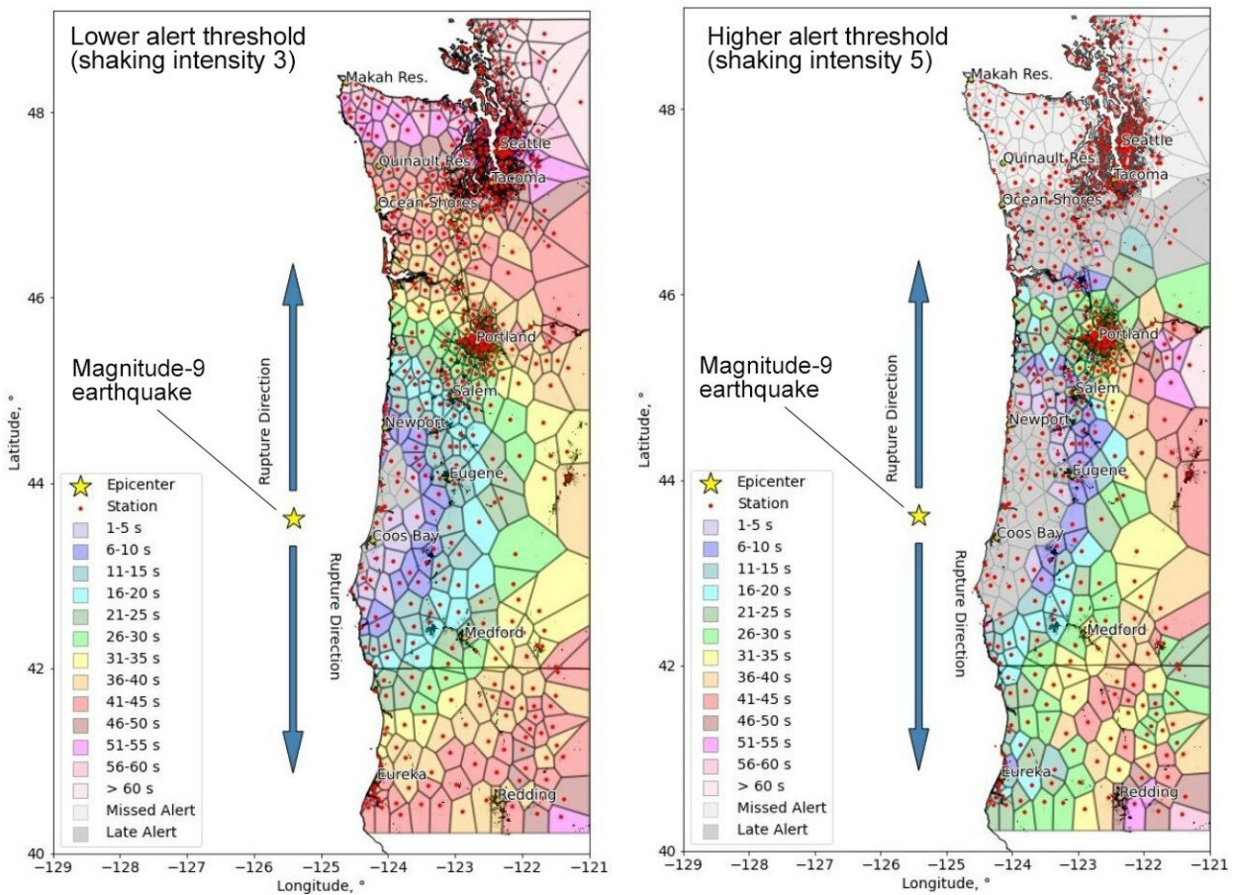 Lower alert threshold
(shaking intensity 3)
Makah Res.
48
Seattle
Quinault Res.
Tacoma
Ocean Shores
46
Portland
Magnitude-9
earthquake
Rupture Direction
Salem
Newport
Latitude, °
44
Eugene
Epicenter
Station
1-5 s
6-10 s
11-15 s
16-20 s
21-25 s
26-30 s
31-35 s
36-40 s
41-45 s
46-50 s
51-55 s
56-60 s
> 60 s
Missed Alert
Late Alert
Coos Bay
Rupture Direction
Medford
42
Eureka
Redding
40
−129 −128 −127 −126 −125 −124 −123 −122 −121
Longitude, °
Higher alert threshold
(shaking intensity 5)
Makah Res.
48
Seattle
Quinault Res.
Tacoma
Ocean Shores
46
Portland
Magnitude-9
earthquake
Rupture Direction
Salem
Newport
Latitude, °
44
Eugene
Epicenter
Station
1-5 s
6-10 s
11-15 s
16-20 s
21-25 s
26-30 s
31-35 s
36-40 s
41-45 s
46-50 s
51-55 s
56-60 s
> 60 s
Missed Alert
Late Alert
Coos Bay
Rupture Direction
Medford
42
Eureka
Redding
40
−129 −128 −127 −126 −125 −124 −123 −122 −121
Longitude, °